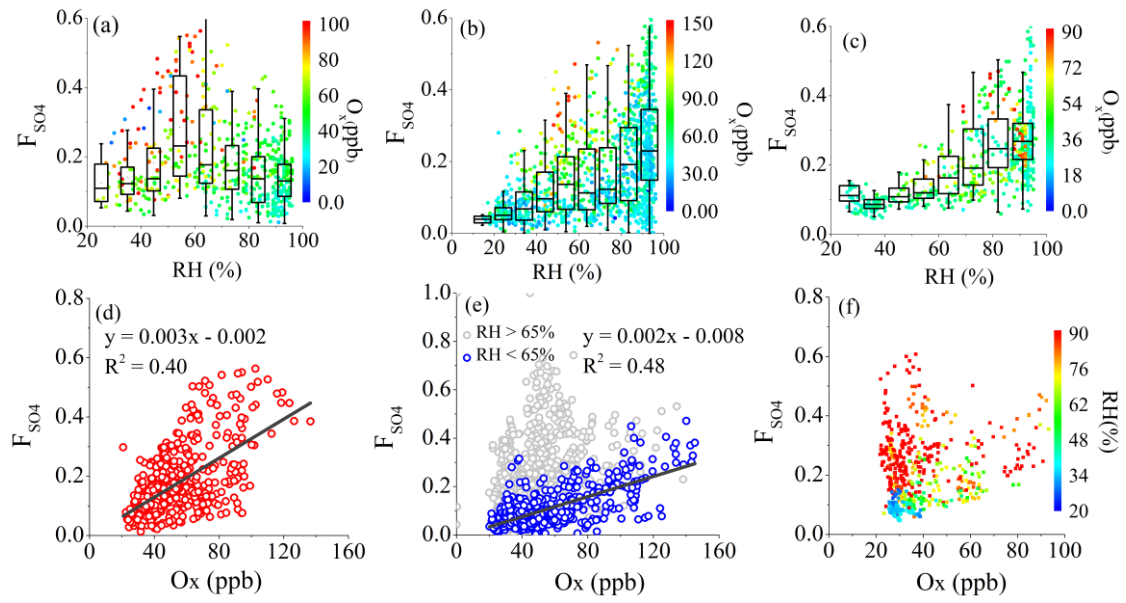 (a)
F SO4
0.6
0.4
0.2
0.0
20 40 60 80 100
RH (%)
100
80
60
40
20
0.0
Ox(ppb)
(b)
F SO4
0.6
0.4
0.2
0.0
0 20 40 60 80 100
RH (%)
150
120
90.0
60.0
30.0
0.00
Ox(ppb)
(c)
F SO4
0.6
0.4
0.2
0.0
20 40 60 80 100
RH (%)
90
72
54
36
18
0.0
Ox(ppb)
(d)
y = 0.003x - 0.002
R² = 0.40
F SO4
0.8
0.6
0.4
0.2
0.0
0 40 80 120 160
Ox (ppb)
(e)
RH > 65%
RH < 65%
y = 0.002x - 0.008
R² = 0.48
F SO4
1.0
0.8
0.6
0.4
0.2
0.0
0 40 80 120 160
Ox (ppb)
(f)
F SO4
0.8
0.6
0.4
0.2
0.0
0 20 40 60 80 100
Ox (ppb)
90
76
62
48
34
20
RH(%)